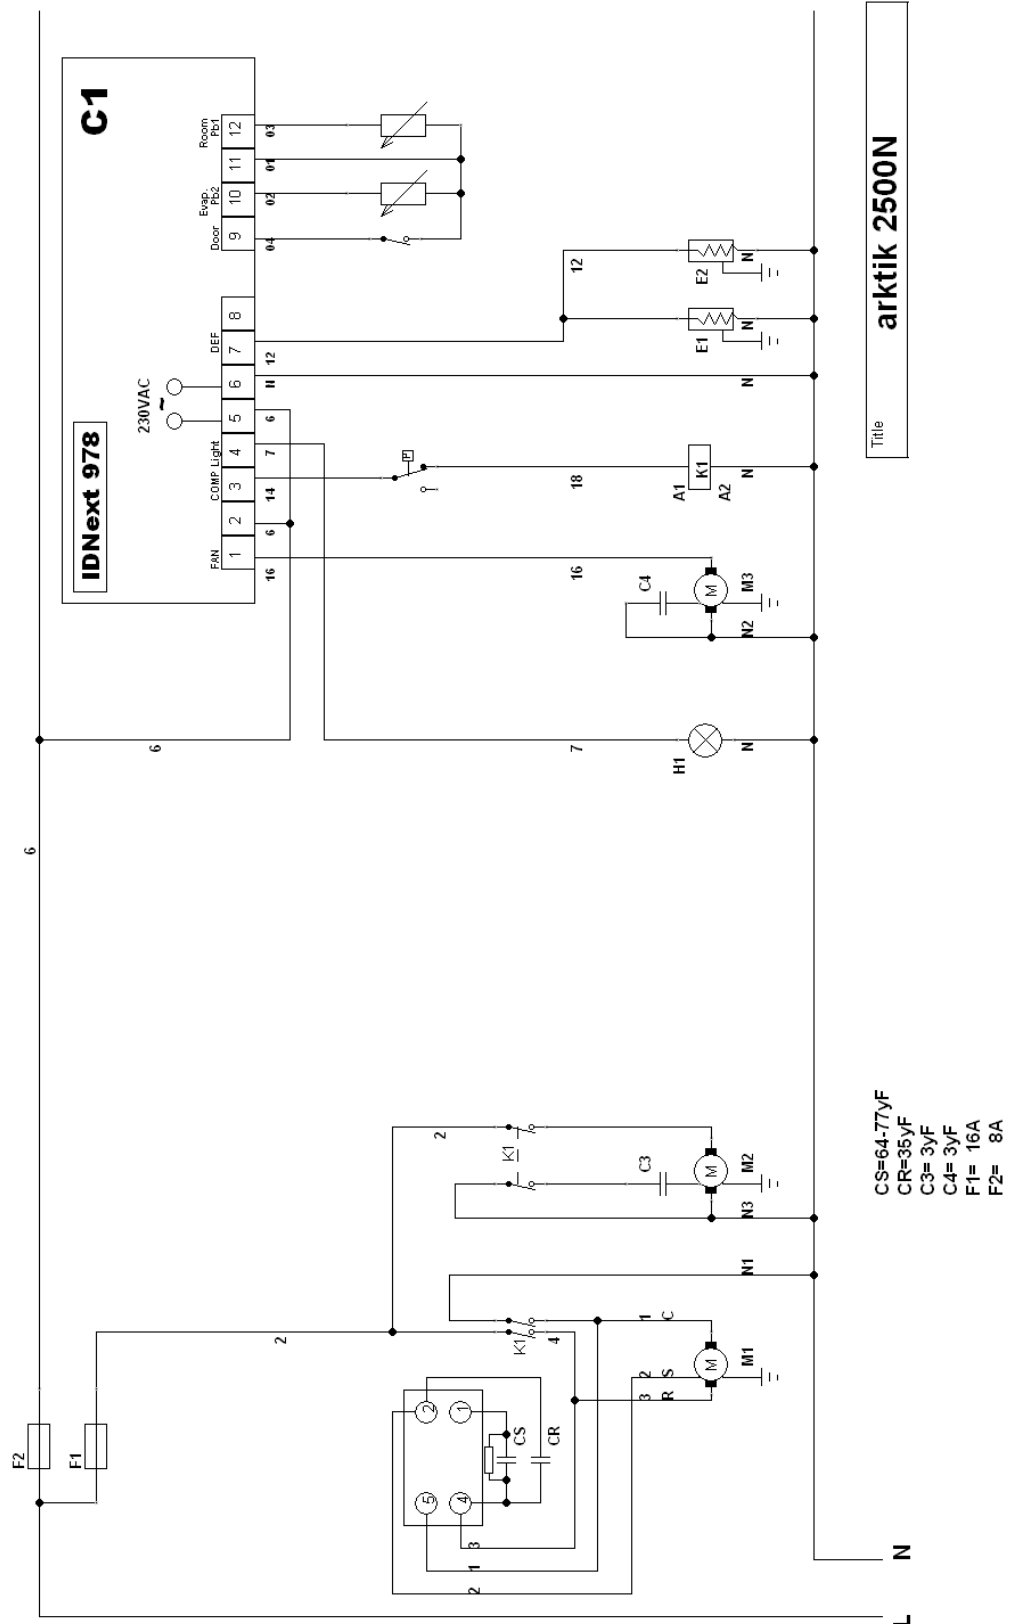 C1
IDNext 978
230VAC
~
FAN
COMP
Light
DEF
Door
Evap.
Pb2
Room
Pb1
1
2
3
4
5
6
7
8
9
10
11
12
16
6
14
7
6
N
12
04
02
01
03
P
6
6
7
16
18
12
H1
N
C4
M
M3
N2
A1
K1
A2
N
N
E1
N
E2
N
F2
F1
2
2
K1
C3
M
M2
N3
N1
K1
4
1
C
2
S
3
R
M
M1
2
1
5
4
CS
CR
3
1
2
L
N
CS=64-77yF
CR=35yF
C3= 3yF
C4= 3yF
F1= 16A
F2= 8A
Title
arktik 2500N